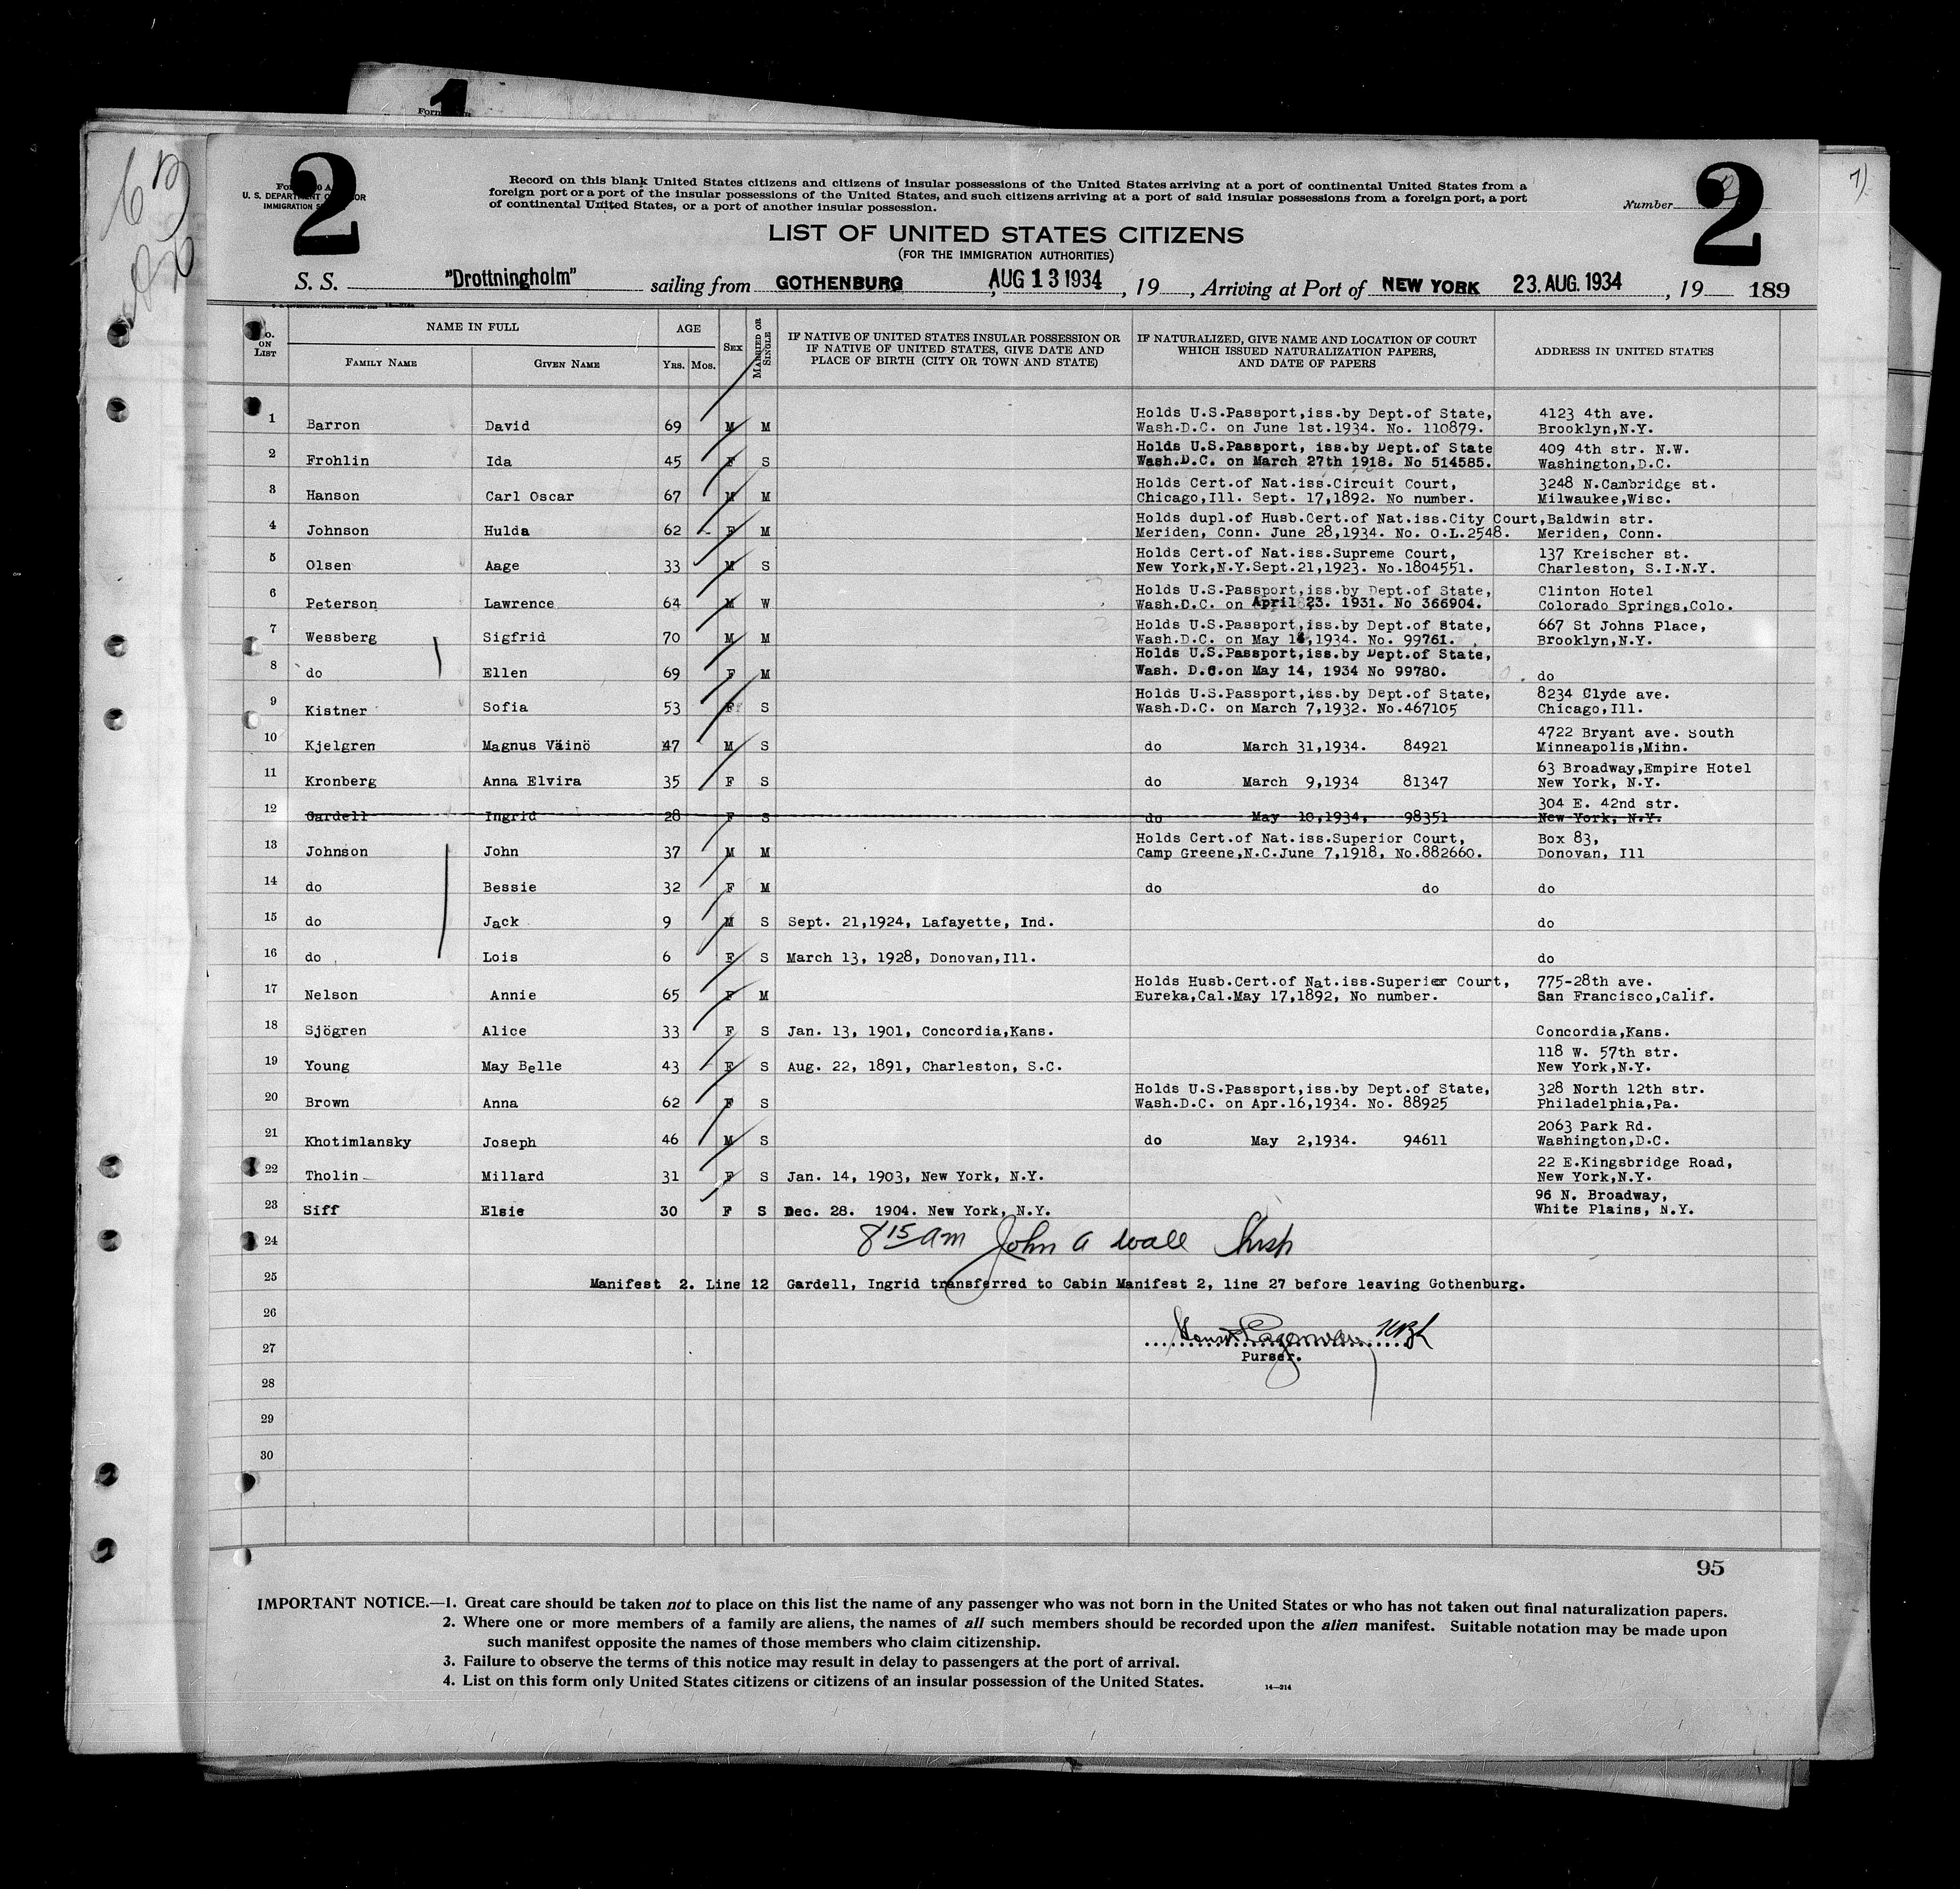 1
2
2
Form
U. S. DEPARTMENT OF LABOR
IMMIGRATION
Record on this blank United States citizens and citizens of insular possessions of the United States arriving at a port of continental United States from a
foreign port or a port of the insular possessions of the United States, and such citizens arriving at a port of said insular possessions from a foreign port, a port
of continental United States, or a port of another insular possession.
Number 2
LIST OF UNITED STATES CITIZENS
(FOR THE IMMIGRATION AUTHORITIES)
S. S. "Drottningholm" sailing from GOTHENBURG, AUG 13 1934, 19 , Arriving at Port of NEW YORK 23. AUG. 1934, 19 189
No. ON LIST
NAME IN FULL
FAMILY NAME GIVEN NAME
AGE
YRS. MOS.
SEX
MARRIED OR SINGLE
IF NATIVE OF UNITED STATES INSULAR POSSESSION OR
IF NATIVE OF UNITED STATES, GIVE DATE AND
PLACE OF BIRTH (CITY OR TOWN AND STATE)
IF NATURALIZED, GIVE NAME AND LOCATION OF COURT
WHICH ISSUED NATURALIZATION PAPERS,
AND DATE OF PAPERS
ADDRESS IN UNITED STATES
Holds U.S.Passport,iss.by Dept.of State, 4123 4th ave.
1 Barron David 69 M M Wash.D.C. on June 1st.1934. No. 110879. Brooklyn,N.Y.
Holds U.S.Passport, iss.by Dept.of State 409 4th str. N.W.
2 Frohlin Ida 45 F S Wash.D.C. on March 27th 1918. No 514585. Washington,D.C.
Holds Cert.of Nat.iss.Circuit Court, 3248 N.Cambridge st.
3 Hanson Carl Oscar 67 M M Chicago,Ill. Sept. 17,1892. No number. Milwaukee,Wisc.
Holds dupl.of Husb.Cert.of Nat.iss.City Court,Baldwin str.
4 Johnson Hulda 62 F M Meriden, Conn. June 28,1934. No. O.L.2548. Meriden, Conn.
Holds Cert.of Nat.iss.Supreme Court, 137 Kreischer st.
5 Olsen Aage 33 M S New York,N.Y.Sept.21,1923. No.1804551. Charleston, S.I.N.Y.
Holds U.S.Passport,iss.by Dept.of State, Clinton Hotel
6 Peterson Lawrence 64 M W Wash.D.C. on April 23. 1931. No 366904. Colorado Springs,Colo.
Holds U.S.Passport,iss.by Dept.of State, 667 St Johns Place,
7 Wessberg Sigfrid 70 M M Wash.D.C. on May 14,1934. No. 99761. Brooklyn,N.Y.
Holds U.S.Passport,iss.by Dept.of State,
8 do Ellen 69 F M Wash. D.C.on May 14, 1934 No 99780. do
Holds U.S.Passport,iss.by Dept.of State, 8234 Clyde ave.
9 Kistner Sofia 53 F S Wash.D.C. on March 7,1932. No.467105 Chicago,Ill.
4722 Bryant ave. South
10 Kjelgren Magnus Väinö 47 M S do March 31,1934. 84921 Minneapolis,Minn.
63 Broadway,Empire Hotel
11 Kronberg Anna Elvira 35 F S do March 9,1934 81347 New York, N.Y.
304 E. 42nd str.
12 Gardell Ingrid 28 F S do May 10,1934, 98351 New York, N.Y.
Holds Cert.of Nat.iss.Superior Court, Box 83,
13 Johnson John 37 M M Camp Greene,N.C.June 7,1918, No.882660. Donovan, Ill
14 do Bessie 32 F M do do do
15 do Jack 9 M S Sept. 21,1924, Lafayette, Ind. do
16 do Lois 6 F S March 13, 1928, Donovan,Ill. do
Holds Husb.Cert.of Nat.iss.Superior Court, 775-28th ave.
17 Nelson Annie 65 F M Eureka,Cal.May 17,1892, No number. San Francisco,Calif.
18 Sjögren Alice 33 F S Jan. 13, 1901, Concordia,Kans. Concordia,Kans.
118 W. 57th str.
19 Young May Belle 43 F S Aug. 22, 1891, Charleston, S.C. New York,N.Y.
Holds U.S.Passport,iss.by Dept.of State, 328 North 12th str.
20 Brown Anna 62 F S Wash.D.C. on Apr.16,1934. No. 88925 Philadelphia,Pa.
2063 Park Rd.
21 Khotimlansky Joseph 46 M S do May 2,1934. 94611 Washington,D.C.
22 E.Kingsbridge Road,
22 Tholin Millard 31 F S Jan. 14, 1903, New York, N.Y. New York,N.Y.
96 N. Broadway,
23 Siff Elsie 30 F S Dec. 28. 1904. New York, N.Y. White Plains, N.Y.
24 8 15 am John A Wall
25 Manifest 2. Line 12 Gardell, Ingrid transferred to Cabin Manifest 2, line 27 before leaving Gothenburg.
26
27
Purser.
28
29
30
95
IMPORTANT NOTICE.—1. Great care should be taken not to place on this list the name of any passenger who was not born in the United States or who has not taken out final naturalization papers.
2. Where one or more members of a family are aliens, the names of all such members should be recorded upon the alien manifest. Suitable notation may be made upon
such manifest opposite the names of those members who claim citizenship.
3. Failure to observe the terms of this notice may result in delay to passengers at the port of arrival.
4. List on this form only United States citizens or citizens of an insular possession of the United States.
14—214